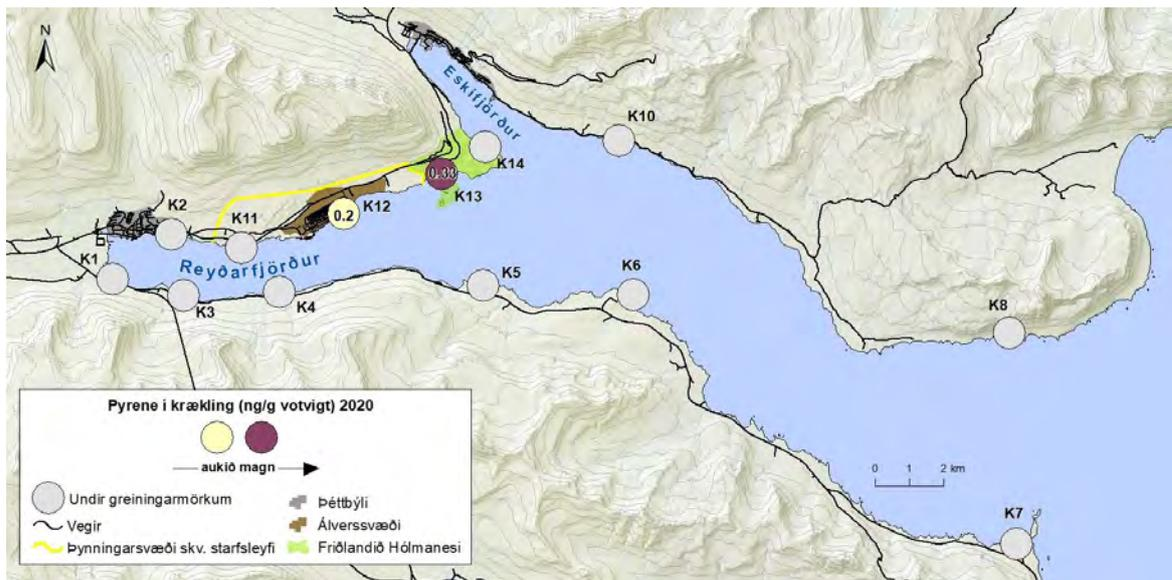 N
Eskifjörður
K10
K14
0.33
K13
K12
0.2
K2
K11
Reyðarfjörður
K1
K3
K4
K5
K6
K8
K7
0 1 2 km
Pyrene i krækling (ng/g votvigt) 2020
aukið magn
Undir greiningarmörkum
Vegir
Þynningarsvæði skv. starfsleyfi
Þéttbýli
Álverssvæði
Friðlandið Hólmanesi